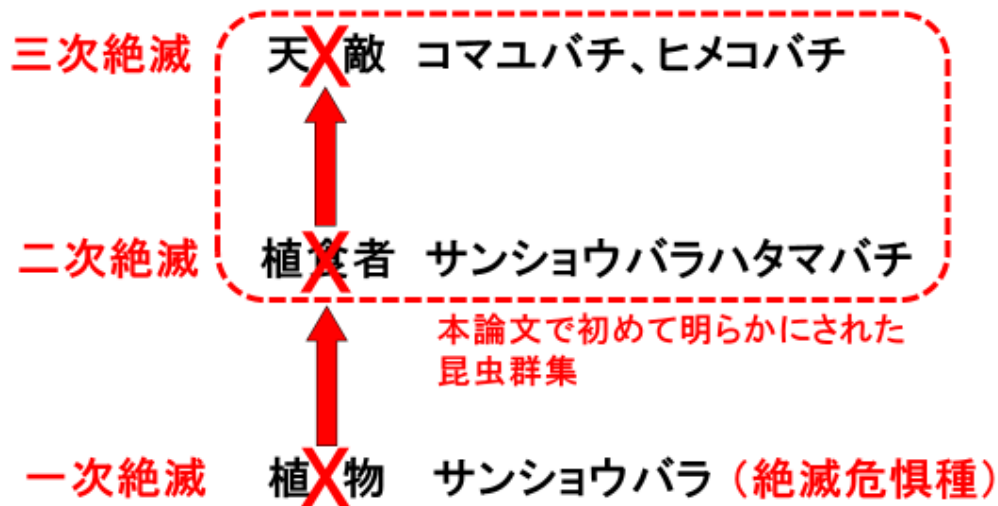 三次絶滅 天敵 コマユバチ、ヒメコバチ
二次絶滅 植食者 サンショウバラハタマバチ
本論文で初めて明らかにされた
昆虫群集
一次絶滅 植物 サンショウバラ（絶滅危惧種）